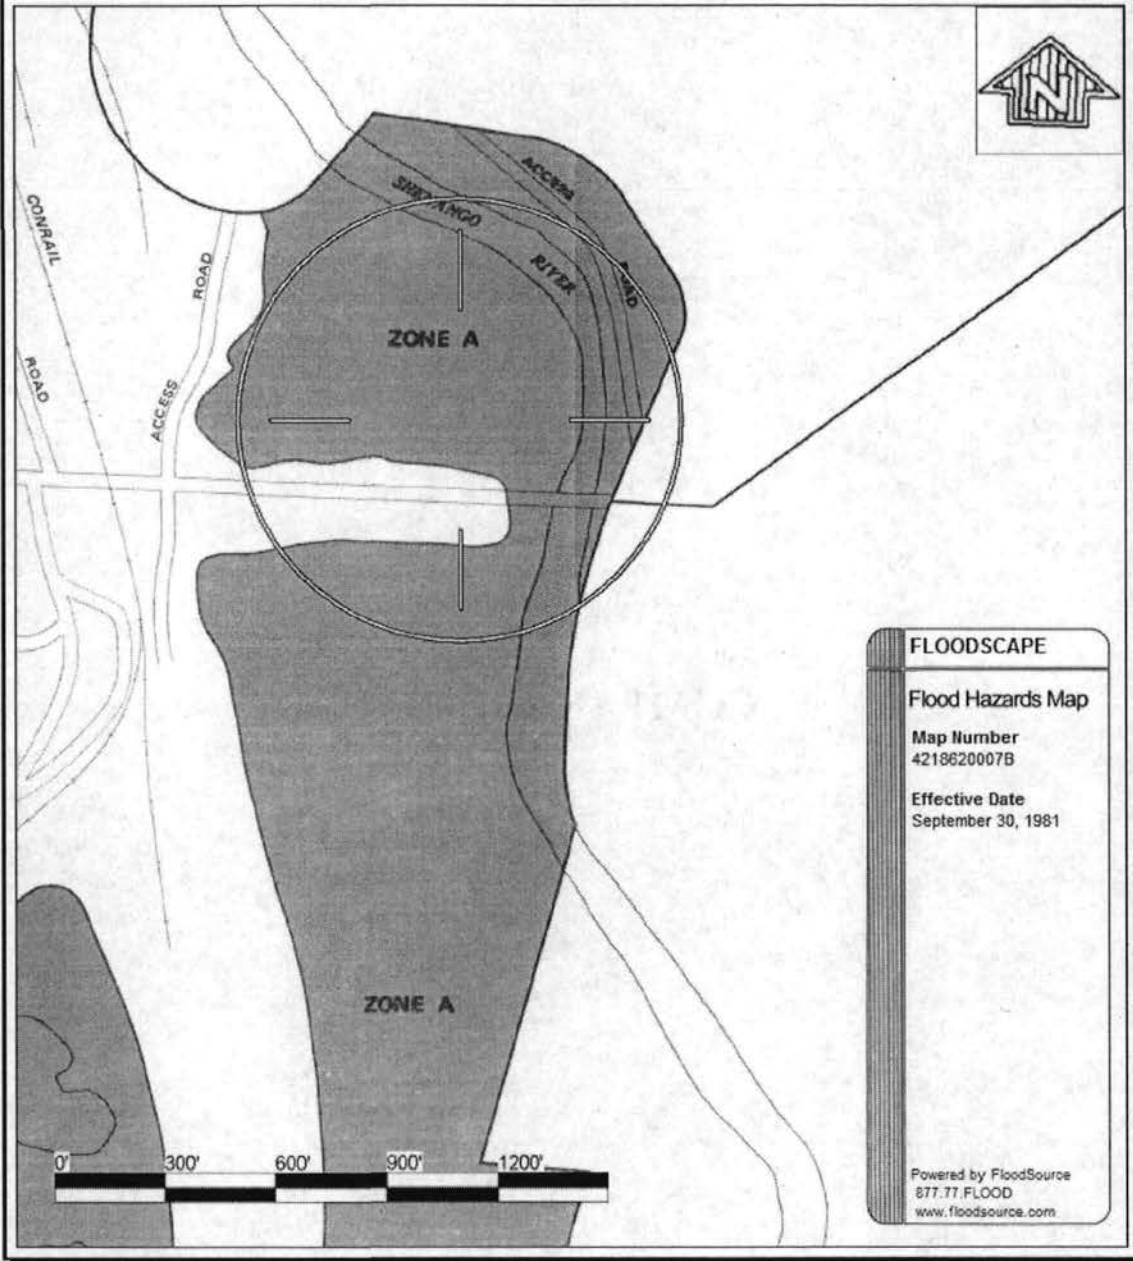 N
CONRAIL
ROAD
ACCESS
ROAD
ACCESS
ROAD
SHENANGO
RIVER
ZONE A
ZONE A
0' 300' 600' 900' 1200'
FLOODSCAPE
Flood Hazards Map
Map Number
4218620007B
Effective Date
September 30, 1981
Powered by FloodSource
877.77.FLOOD
www.floodsource.com